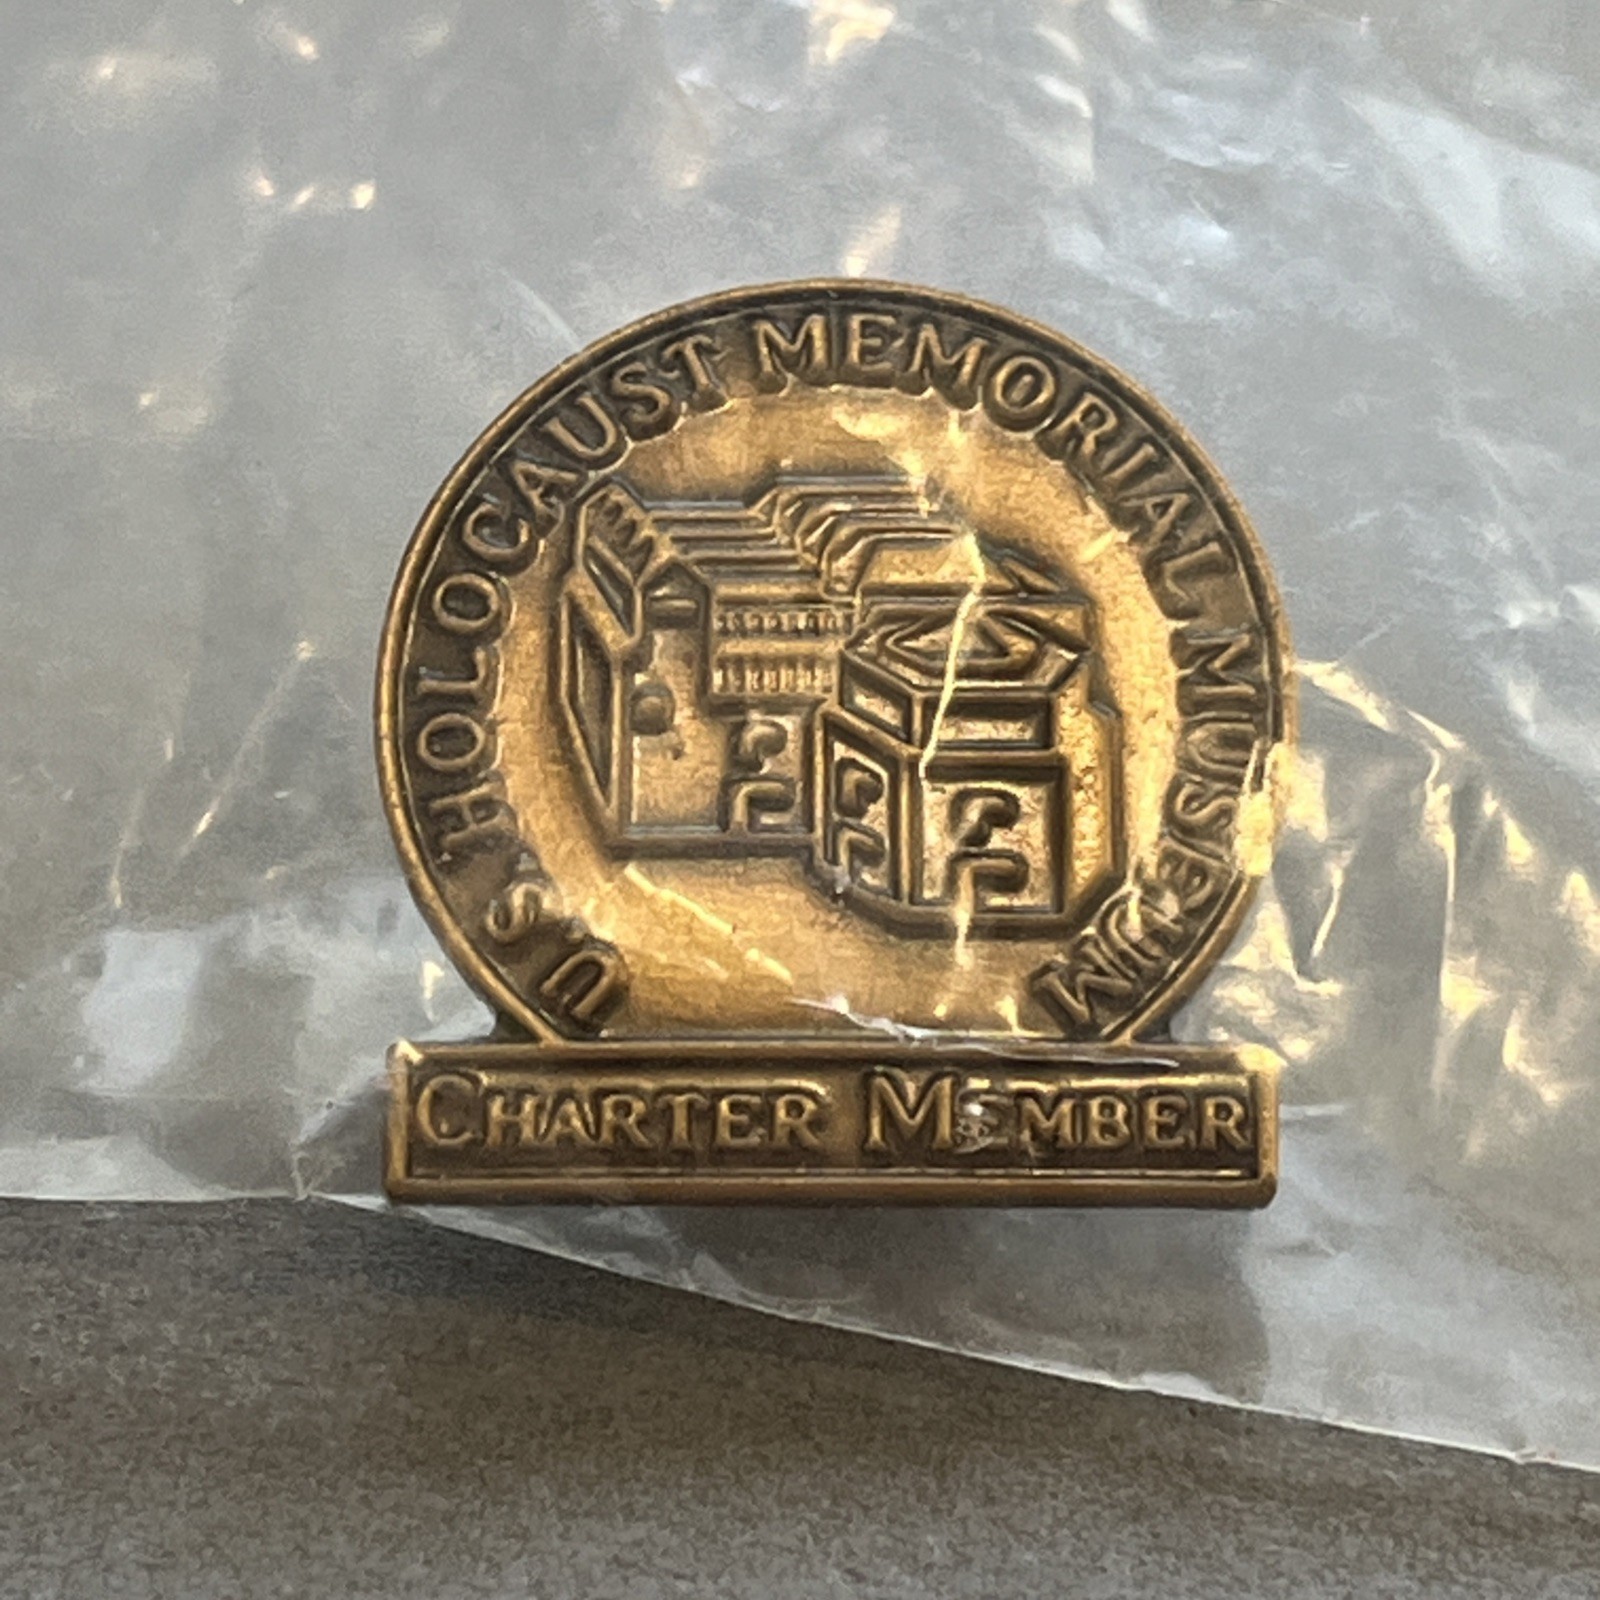 U S HOLOCAUST MEMORIAL MUSEUM
CHARTER MEMBER